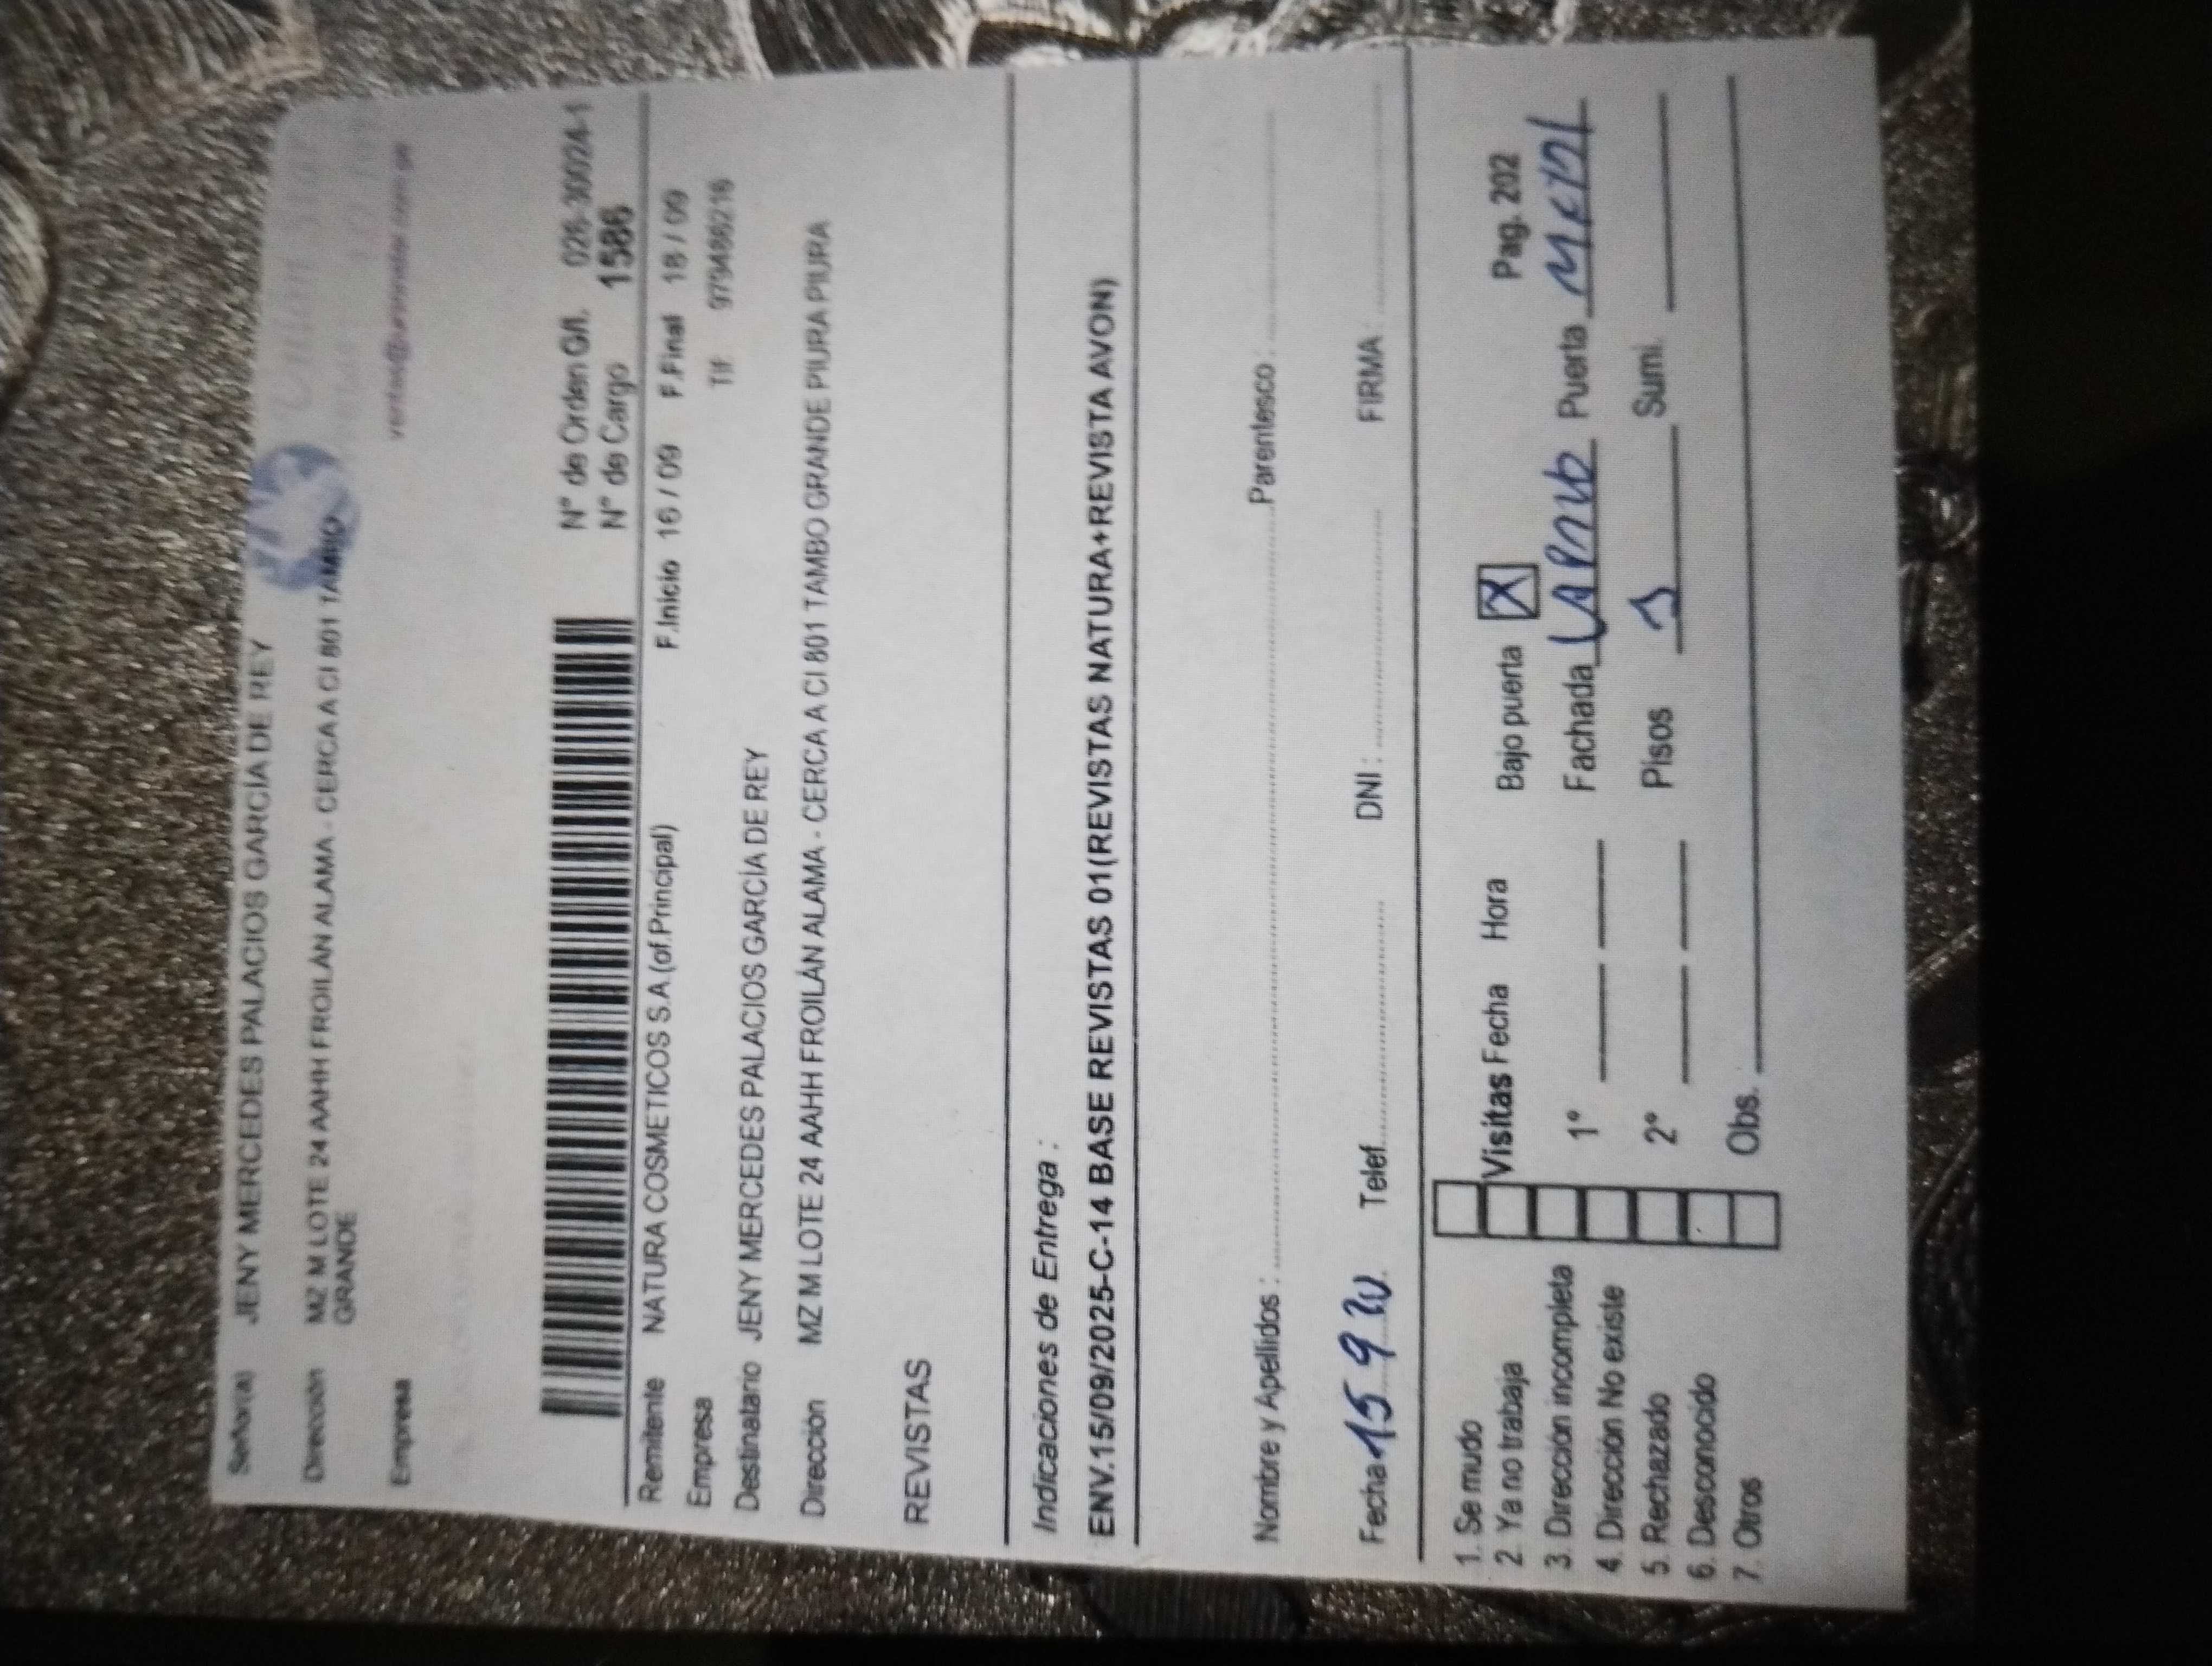 Señor(a) JENY MERCEDES PALACIOS GARCÍA DE REY
Dirección MZ M LOTE 24 AAHH FROILÁN ALAMA - CERCA A CI 801 TAMBO
GRANDE
Empresa
N° de Orden G/I. 026-300024-1
N° de Cargo 1586
Remitente NATURA COSMETICOS S.A.(of.Principal) F.Inicio 16 / 09 F.Final 18 / 09
Empresa Tlf
Destinatario JENY MERCEDES PALACIOS GARCÍA DE REY
Dirección MZ M LOTE 24 AAHH FROILÁN ALAMA - CERCA A CI 801 TAMBO GRANDE PIURA PIURA
REVISTAS
Indicaciones de Entrega :
ENV.15/09/2025-C-14 BASE REVISTAS 01(REVISTAS NATURA+REVISTA AVON)
Nombre y Apellidos : Parentesco :
Fecha 15 9 Telef. DNI : FIRMA :
1. Se mudo
2. Ya no trabaja Visitas Fecha Hora Bajo puerta X Pag. 202
3. Dirección incompleta 1° Fachada Puerta
4. Dirección No existe
5. Rechazado 2° Pisos 1 Sumi.
6. Desconocido
7. Otros Obs.